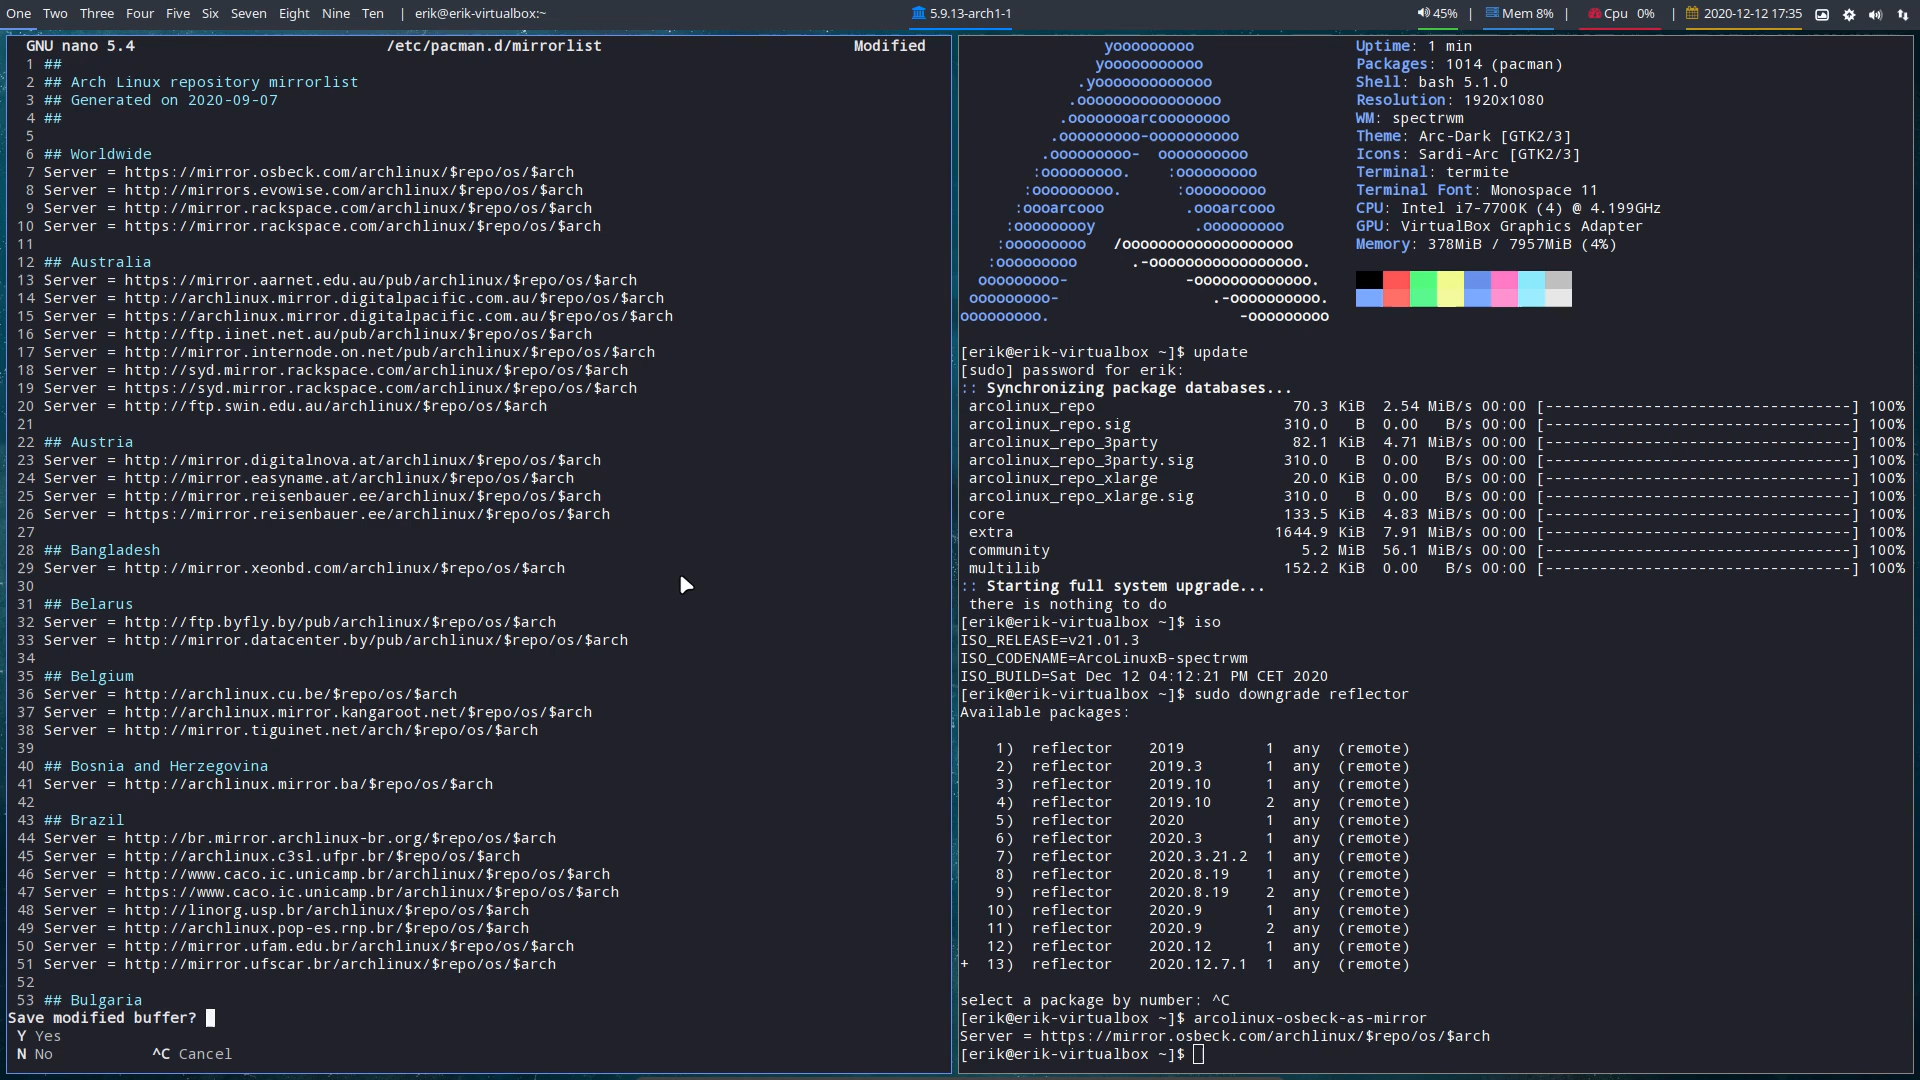 One Two Three Four Five Six Seven Eight Nine Ten | erik@erik-virtualbox:~
5.9.13-arch1-1
45% | Mem 8% | Cpu 0% | 2020-12-12 17:35
GNU nano 5.4 /etc/pacman.d/mirrorlist Modified
1 ##
2 ## Arch Linux repository mirrorlist
3 ## Generated on 2020-09-07
4 ##
5
6 ## Worldwide
7 Server = https://mirror.osbeck.com/archlinux/$repo/os/$arch
8 Server = http://mirrors.evowise.com/archlinux/$repo/os/$arch
9 Server = http://mirror.rackspace.com/archlinux/$repo/os/$arch
10 Server = https://mirror.rackspace.com/archlinux/$repo/os/$arch
11
12 ## Australia
13 Server = https://mirror.aarnet.edu.au/pub/archlinux/$repo/os/$arch
14 Server = http://archlinux.mirror.digitalpacific.com.au/$repo/os/$arch
15 Server = https://archlinux.mirror.digitalpacific.com.au/$repo/os/$arch
16 Server = http://ftp.iinet.net.au/pub/archlinux/$repo/os/$arch
17 Server = http://mirror.internode.on.net/pub/archlinux/$repo/os/$arch
18 Server = http://syd.mirror.rackspace.com/archlinux/$repo/os/$arch
19 Server = https://syd.mirror.rackspace.com/archlinux/$repo/os/$arch
20 Server = http://ftp.swin.edu.au/archlinux/$repo/os/$arch
21
22 ## Austria
23 Server = http://mirror.digitalnova.at/archlinux/$repo/os/$arch
24 Server = http://mirror.easyname.at/archlinux/$repo/os/$arch
25 Server = http://mirror.reisenbauer.ee/archlinux/$repo/os/$arch
26 Server = https://mirror.reisenbauer.ee/archlinux/$repo/os/$arch
27
28 ## Bangladesh
29 Server = http://mirror.xeonbd.com/archlinux/$repo/os/$arch
30
31 ## Belarus
32 Server = http://ftp.byfly.by/pub/archlinux/$repo/os/$arch
33 Server = http://mirror.datacenter.by/pub/archlinux/$repo/os/$arch
34
35 ## Belgium
36 Server = http://archlinux.cu.be/$repo/os/$arch
37 Server = http://archlinux.mirror.kangaroot.net/$repo/os/$arch
38 Server = http://mirror.tiguinet.net/arch/$repo/os/$arch
39
40 ## Bosnia and Herzegovina
41 Server = http://archlinux.mirror.ba/$repo/os/$arch
42
43 ## Brazil
44 Server = http://br.mirror.archlinux-br.org/$repo/os/$arch
45 Server = http://archlinux.c3sl.ufpr.br/$repo/os/$arch
46 Server = http://www.caco.ic.unicamp.br/archlinux/$repo/os/$arch
47 Server = https://www.caco.ic.unicamp.br/archlinux/$repo/os/$arch
48 Server = http://linorg.usp.br/archlinux/$repo/os/$arch
49 Server = http://archlinux.pop-es.rnp.br/$repo/os/$arch
50 Server = http://mirror.ufam.edu.br/archlinux/$repo/os/$arch
51 Server = http://mirror.ufscar.br/archlinux/$repo/os/$arch
52
53 ## Bulgaria
Save modified buffer?
Y Yes
N No ^C Cancel
yooooooooo Uptime: 1 min
yooooooooooo Packages: 1014 (pacman)
.yooooooooooooo Shell: bash 5.1.0
.oooooooooooooooo Resolution: 1920x1080
.oooooooarcoooooooo WM: spectrwm
.ooooooooo-oooooooooo Theme: Arc-Dark [GTK2/3]
.ooooooooo- oooooooooo Icons: Sardi-Arc [GTK2/3]
:ooooooooo. :ooooooooo Terminal: termite
:ooooooooo. :ooooooooo Terminal Font: Monospace 11
:oooarcooo .oooarcooo CPU: Intel i7-7700K (4) @ 4.199GHz
:ooooooooy .ooooooooo GPU: VirtualBox Graphics Adapter
:ooooooooo /ooooooooooooooooooo Memory: 378MiB / 7957MiB (4%)
:ooooooooo .-ooooooooooooooooo.
ooooooooo- -ooooooooooooo.
ooooooooo- .-oooooooooo.
ooooooooo. -ooooooooo
[erik@erik-virtualbox ~]$ update
[sudo] password for erik:
:: Synchronizing package databases...
arcolinux_repo 70.3 KiB 2.54 MiB/s 00:00 [----------------------------------] 100%
arcolinux_repo.sig 310.0 B 0.00 B/s 00:00 [----------------------------------] 100%
arcolinux_repo_3party 82.1 KiB 4.71 MiB/s 00:00 [----------------------------------] 100%
arcolinux_repo_3party.sig 310.0 B 0.00 B/s 00:00 [----------------------------------] 100%
arcolinux_repo_xlarge 20.0 KiB 0.00 B/s 00:00 [----------------------------------] 100%
arcolinux_repo_xlarge.sig 310.0 B 0.00 B/s 00:00 [----------------------------------] 100%
core 133.5 KiB 4.83 MiB/s 00:00 [----------------------------------] 100%
extra 1644.9 KiB 7.91 MiB/s 00:00 [----------------------------------] 100%
community 5.2 MiB 56.1 MiB/s 00:00 [----------------------------------] 100%
multilib 152.2 KiB 0.00 B/s 00:00 [----------------------------------] 100%
:: Starting full system upgrade...
there is nothing to do
[erik@erik-virtualbox ~]$ iso
ISO_RELEASE=v21.01.3
ISO_CODENAME=ArcoLinuxB-spectrwm
ISO_BUILD=Sat Dec 12 04:12:21 PM CET 2020
[erik@erik-virtualbox ~]$ sudo downgrade reflector
Available packages:
1) reflector 2019 1 any (remote)
2) reflector 2019.3 1 any (remote)
3) reflector 2019.10 1 any (remote)
4) reflector 2019.10 2 any (remote)
5) reflector 2020 1 any (remote)
6) reflector 2020.3 1 any (remote)
7) reflector 2020.3.21.2 1 any (remote)
8) reflector 2020.8.19 1 any (remote)
9) reflector 2020.8.19 2 any (remote)
10) reflector 2020.9 1 any (remote)
11) reflector 2020.9 2 any (remote)
12) reflector 2020.12 1 any (remote)
+ 13) reflector 2020.12.7.1 1 any (remote)
select a package by number: ^C
[erik@erik-virtualbox ~]$ arcolinux-osbeck-as-mirror
Server = https://mirror.osbeck.com/archlinux/$repo/os/$arch
[erik@erik-virtualbox ~]$